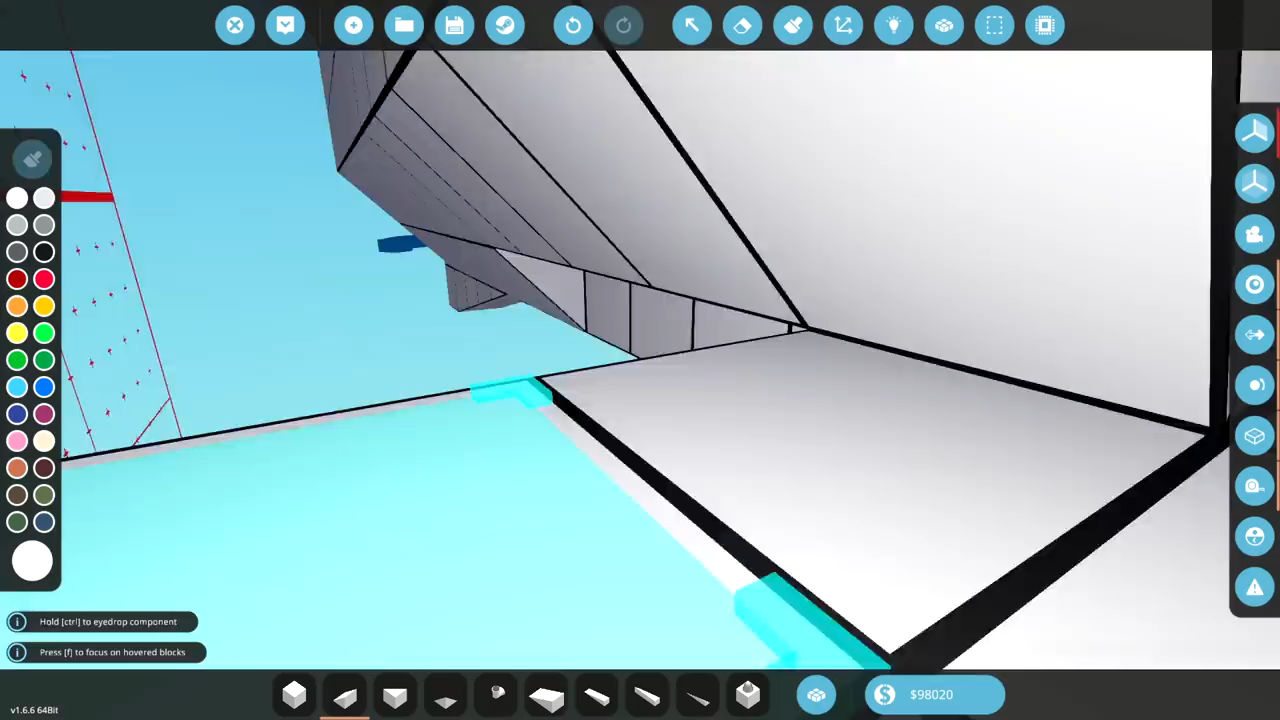 Hold [ctrl] to eyedrop component
Press [f] to focus on hovered blocks
v1.6.6 64Bit
$98020